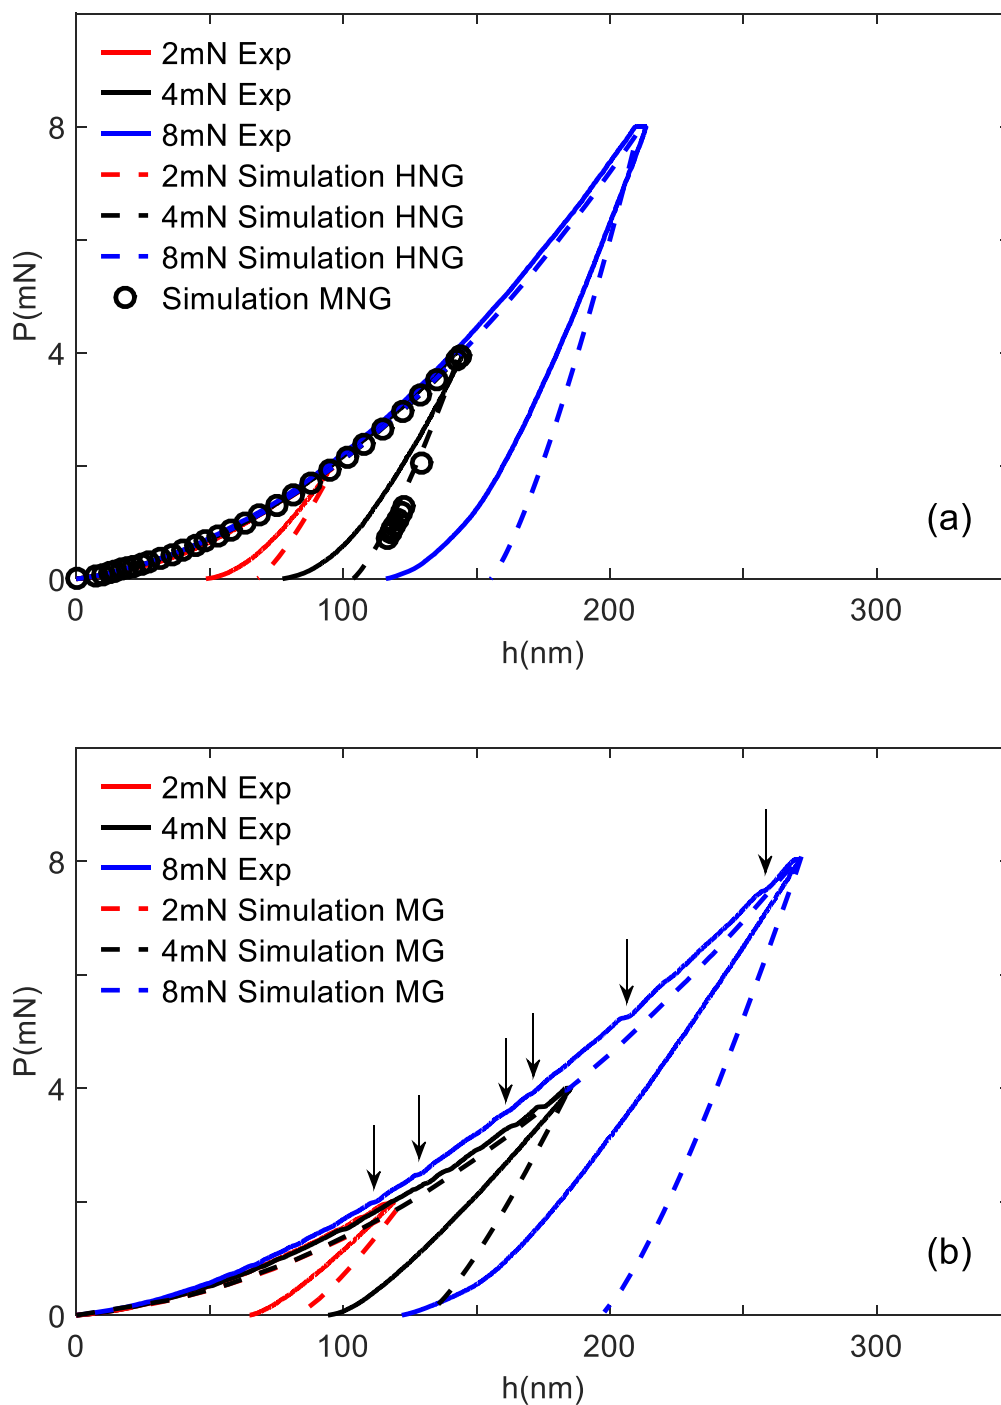 2mN Exp
4mN Exp
8mN Exp
2mN Simulation HNG
4mN Simulation HNG
8mN Simulation HNG
Simulation MNG
P(mN)
8
4
0
(a)
0 100 200 300
h(nm)
2mN Exp
4mN Exp
8mN Exp
2mN Simulation MG
4mN Simulation MG
8mN Simulation MG
P(mN)
8
4
0
(b)
0 100 200 300
h(nm)